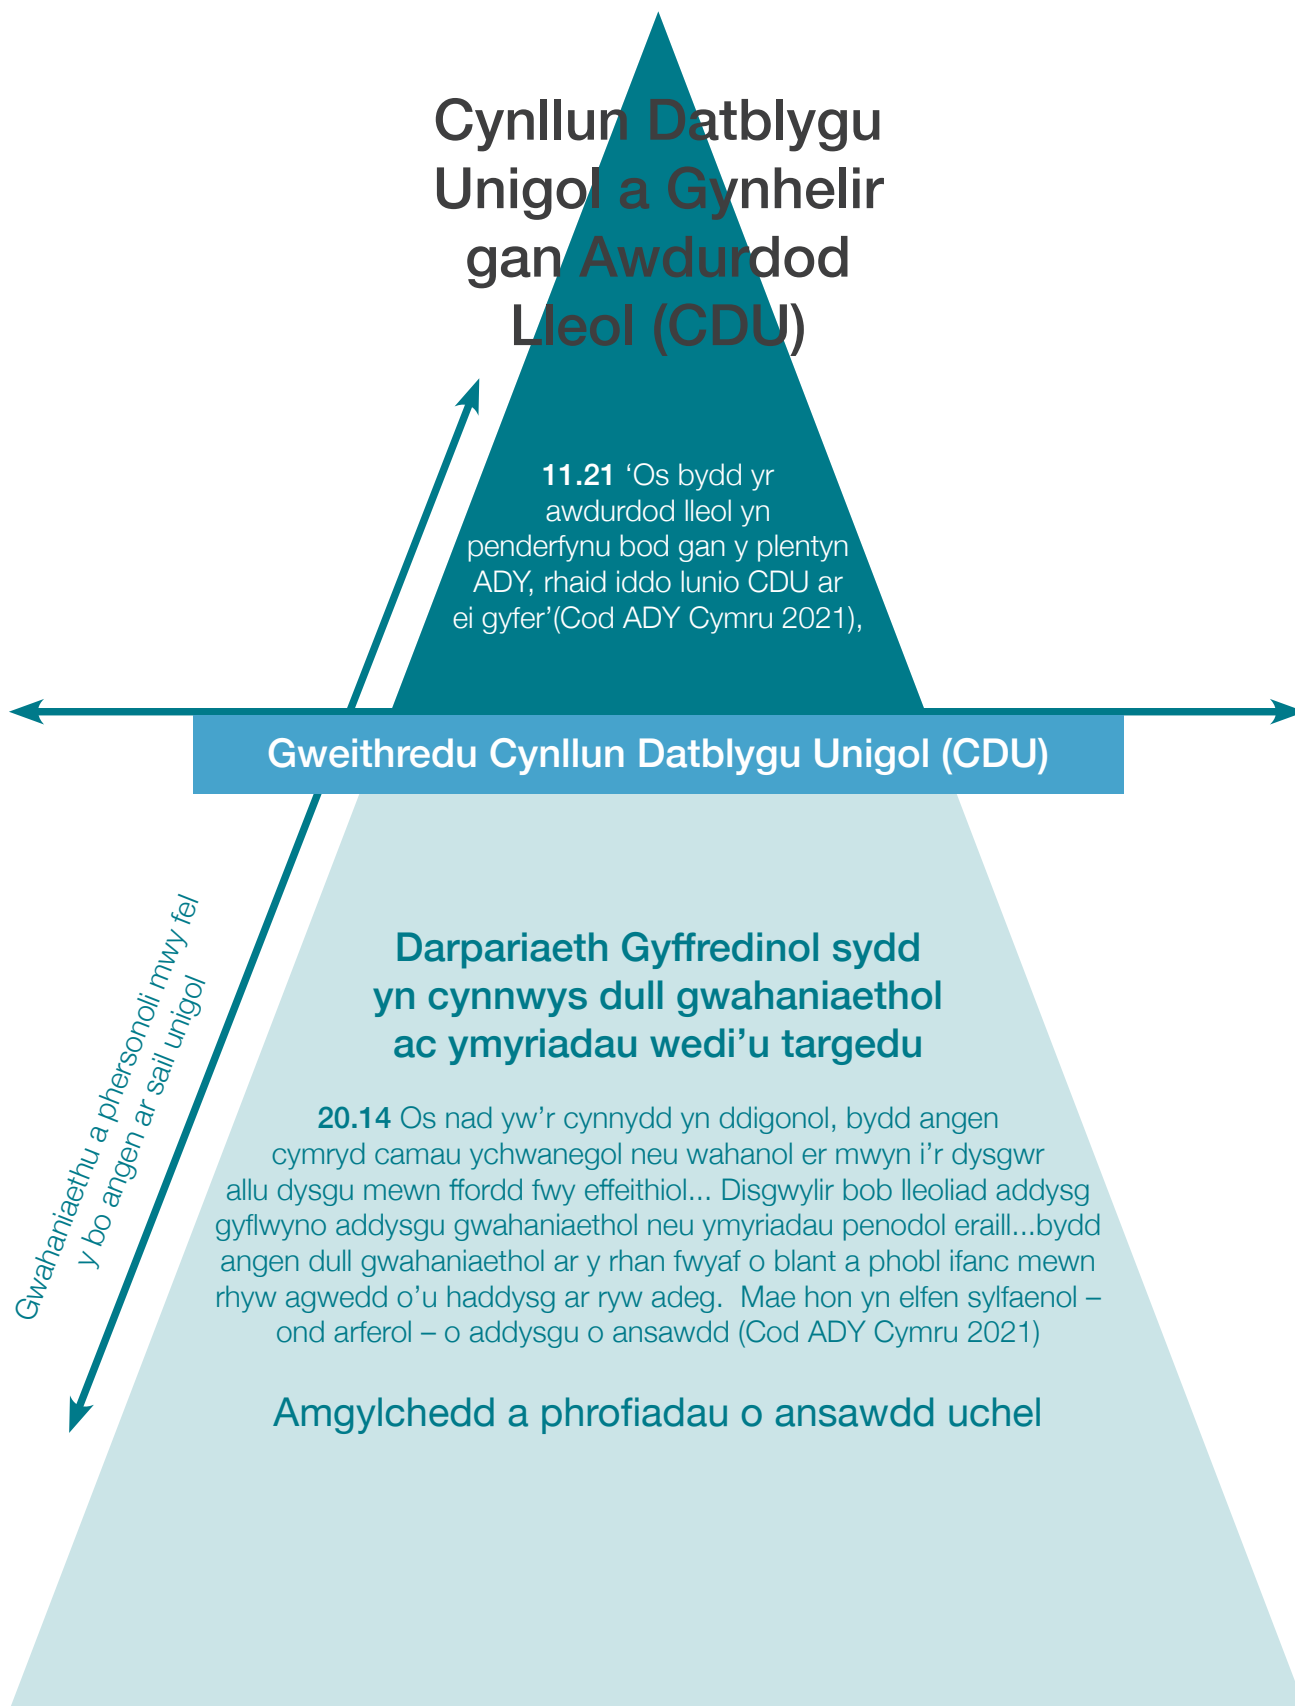 Cynllun Datblygu
Unigol a Gynhelir
gan Awdurdod
Lleol (CDU)
11.21 ‘Os bydd yr
awdurdod lleol yn
penderfynu bod gan y plentyn
ADY, rhaid iddo lunio CDU ar
ei gyfer’(Cod ADY Cymru 2021),
Gweithredu Cynllun Datblygu Unigol (CDU)
Gwahaniaethu a phersonoli mwy fel
y bo angen ar sail unigol
Darpariaeth Gyffredinol sydd
yn cynnwys dull gwahaniaethol
ac ymyriadau wedi’u targedu
20.14 Os nad yw’r cynnydd yn ddigonol, bydd angen
cymryd camau ychwanegol neu wahanol er mwyn i’r dysgwr
allu dysgu mewn ffordd fwy effeithiol... Disgwylir bob lleoliad addysg
gyflwyno addysgu gwahaniaethol neu ymyriadau penodol eraill...bydd
angen dull gwahaniaethol ar y rhan fwyaf o blant a phobl ifanc mewn
rhyw agwedd o’u haddysg ar ryw adeg.  Mae hon yn elfen sylfaenol –
ond arferol – o addysgu o ansawdd (Cod ADY Cymru 2021)
Amgylchedd a phrofiadau o ansawdd uchel